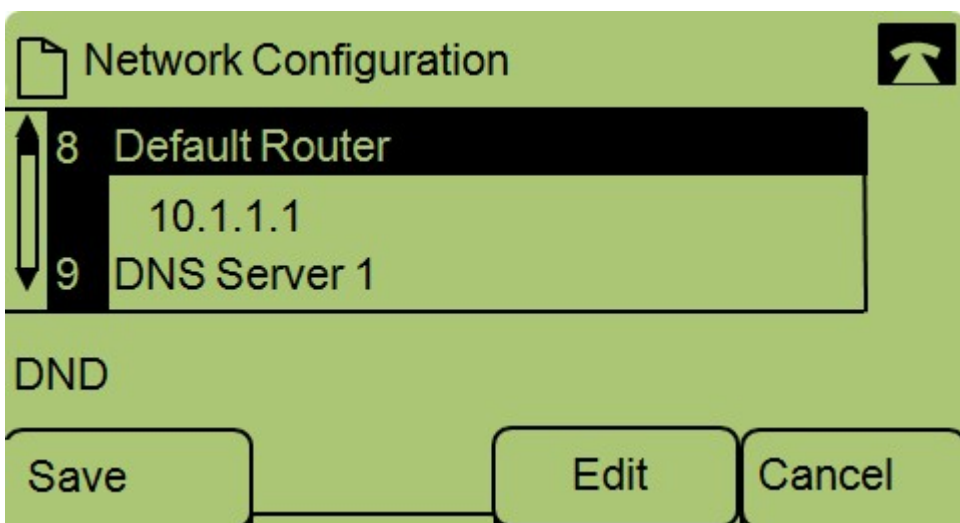 Network Configuration
8 Default Router
10.1.1.1
9 DNS Server 1
DND
Save Edit Cancel